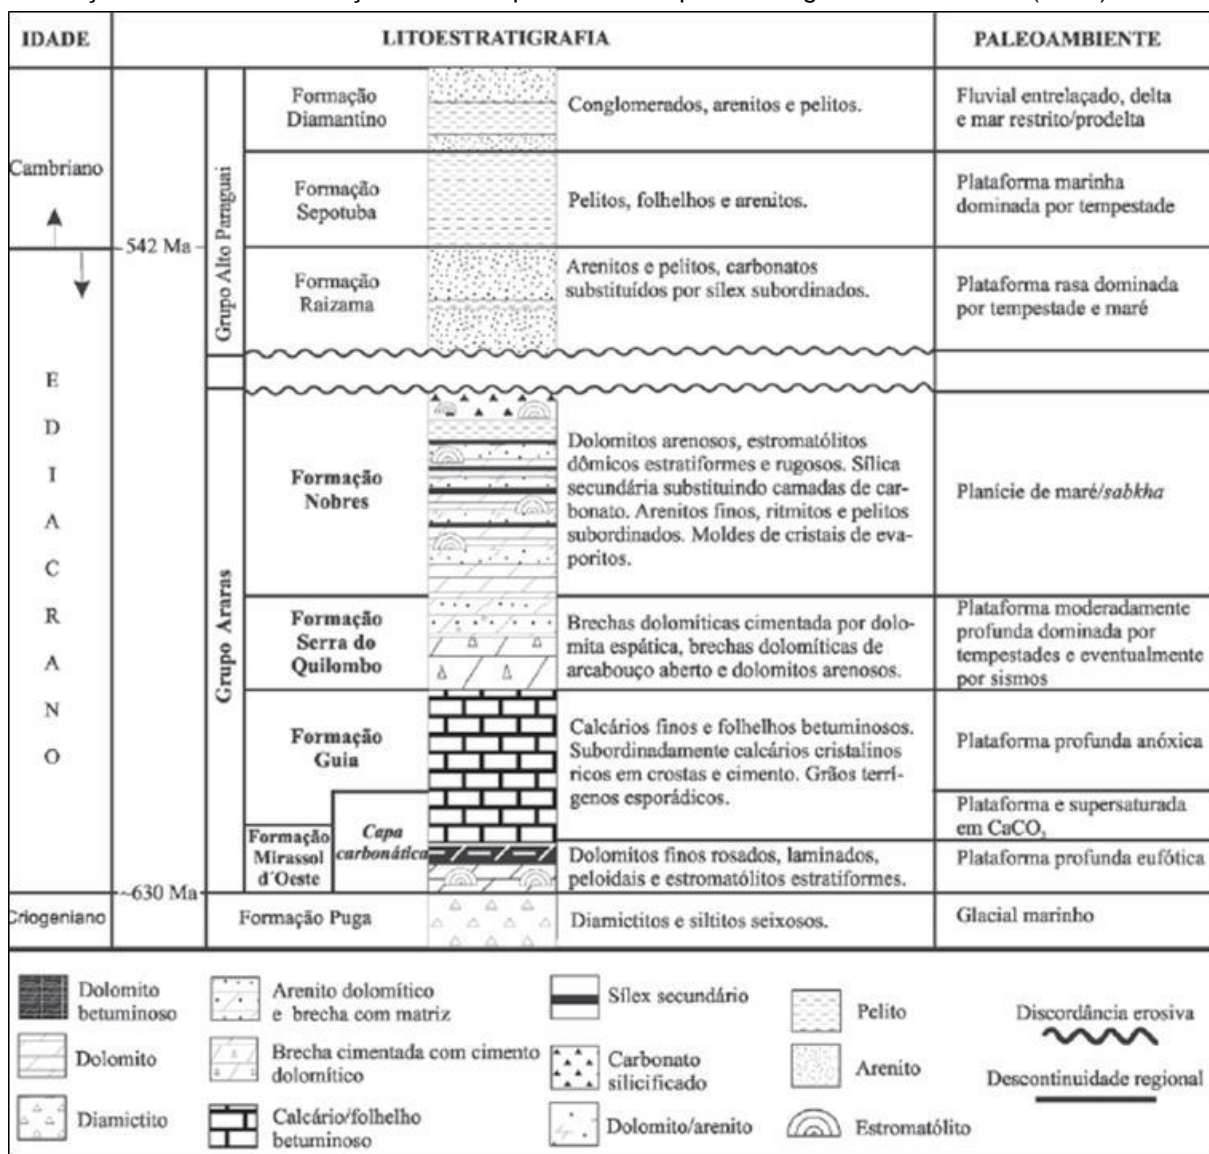 IDADE
LITOESTRATIGRAFIA
PALEOAMBIENTE
Cambriano
542 Ma
EDIACRANO
~630 Ma
Criogeniano
Grupo Alto Paraguai
Formação
Diamantino
Conglomerados, arenitos e pelitos.
Fluvial entrelaçado, delta
e mar restrito/prodelta
Formação
Sepotuba
Pelitos, folhelhos e arenitos.
Plataforma marinha
dominada por tempestade
Formação
Raizama
Arenitos e pelitos, carbonatos
substituídos por sílex subordinados.
Plataforma rasa dominada
por tempestade e maré
Grupo Araras
Formação
Nobres
Dolomitos arenosos, estromatólitos
dômicos estratiformes e rugosos. Sílica
secundária substituindo camadas de car-
bonato. Arenitos finos, ritmitos e pelitos
subordinados. Moldes de cristais de eva-
poritos.
Planície de maré/sabkha
Formação
Serra do
Quilombo
Brechas dolomíticas cimentada por dolo-
mita espática, brechas dolomíticas de
arcabouço aberto e dolomitos arenosos.
Plataforma moderadamente
profunda dominada por
tempestades e eventualmente
por sismos
Formação
Guia
Calcários finos e folhelhos betuminosos.
Subordinadamente calcários cristalinos
ricos em crostas e cimento. Grãos terrí-
genos esporádicos.
Plataforma profunda anóxica
Plataforma e supersaturada
em CaCO₃
Formação
Mirassol
d´Oeste
Capa
carbonática
Dolomitos finos rosados, laminados,
peloidais e estromatólitos estratiformes.
Plataforma profunda eufótica
Formação Puga
Diamictitos e siltitos seixosos.
Glacial marinho
Dolomito
betuminoso
Dolomito
Diamictito
Arenito dolomítico
e brecha com matriz
Brecha cimentada com cimento
dolomítico
Calcário/folhelho
betuminoso
Sílex secundário
Carbonato
silicificado
Dolomito/arenito
Pelito
Arenito
Estromatólito
Discordância erosiva
Descontinuidade regional